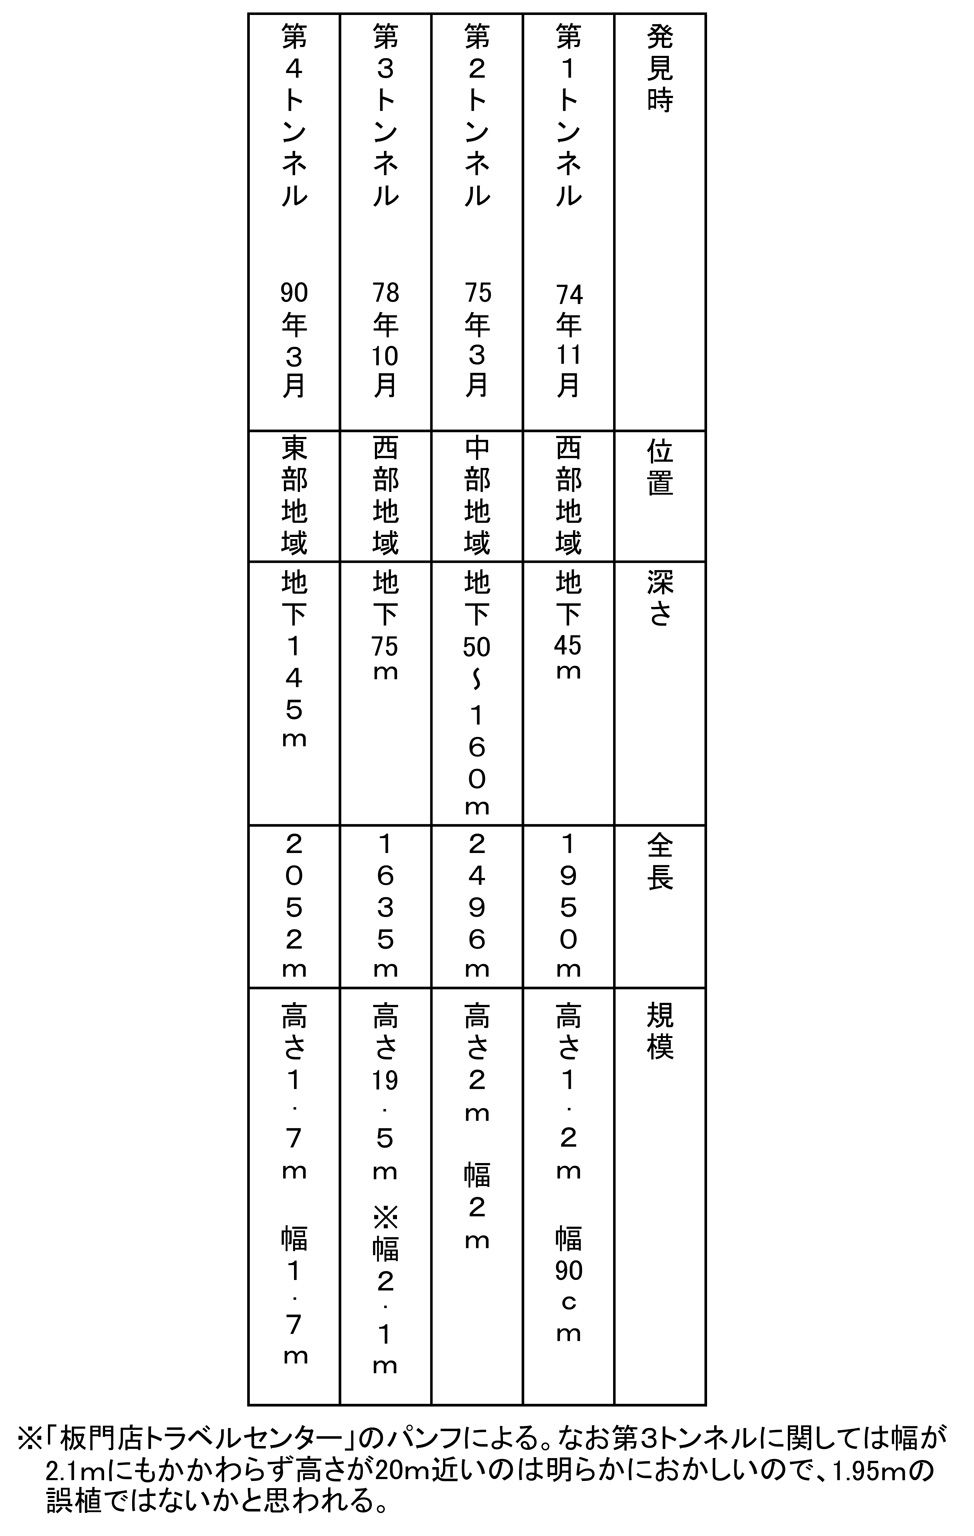 発見時
位置
深さ
全長
規模
第１トンネル　74年11月
西部地域
地下45ｍ
１９５０ｍ
高さ１．２ｍ　幅90ｃｍ
第２トンネル　75年３月
中部地域
地下50～１６０ｍ
２４９６ｍ
高さ２ｍ　幅２ｍ
第３トンネル　78年10月
西部地域
地下75ｍ
１６３５ｍ
高さ19．５ｍ※幅２．１ｍ
第４トンネル　90年３月
東部地域
地下１４５ｍ
２０５２ｍ
高さ１．７ｍ　幅１．７ｍ
※「板門店トラベルセンター」のパンフによる。なお第３トンネルに関しては幅が
2.1ｍにもかかわらず高さが20ｍ近いのは明らかにおかしいので、1.95ｍの
誤植ではないかと思われる。